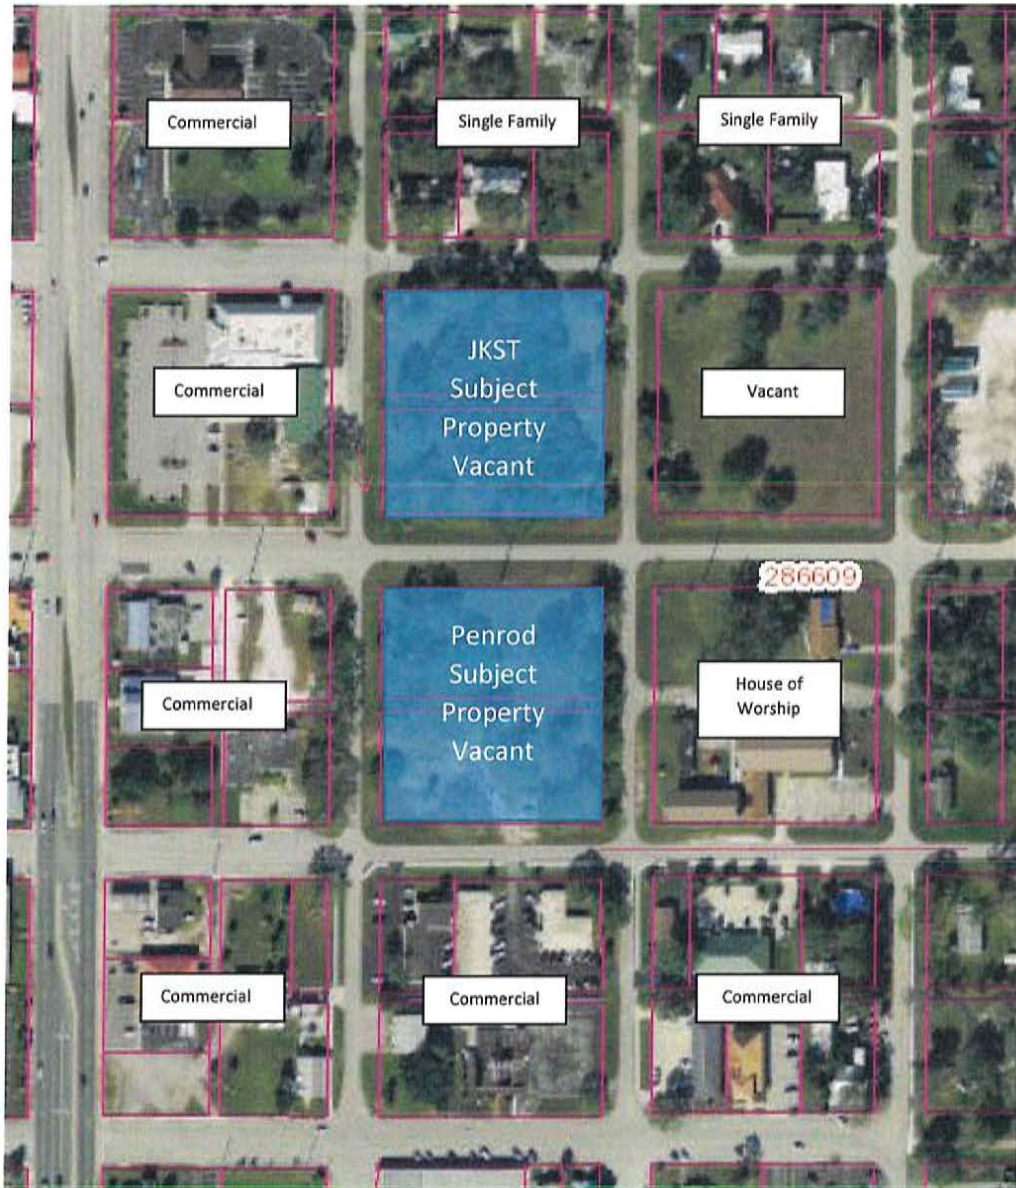 Commercial
Single Family
Single Family
JKST
Subject
Property
Vacant
Commercial
Vacant
286609
Penrod
Subject
Property
Vacant
Commercial
House of
Worship
Commercial
Commercial
Commercial